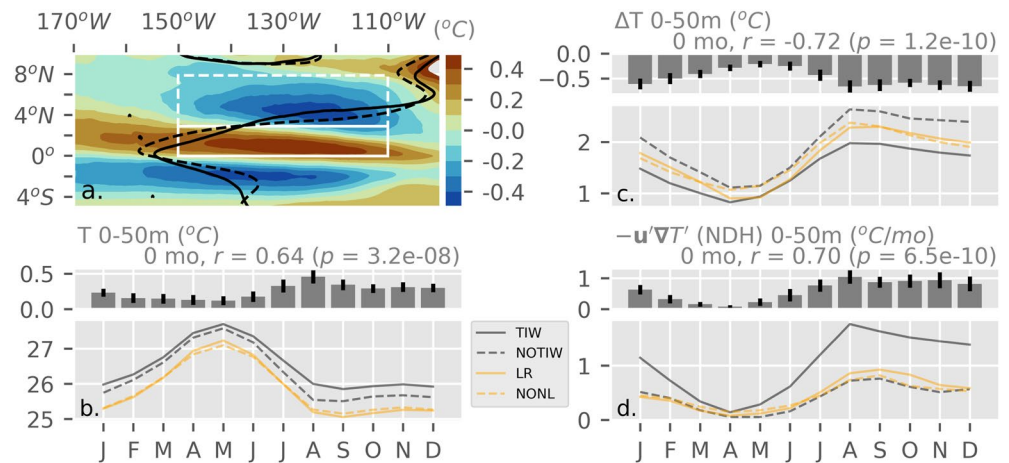 170°W 150°W 130°W 110°W (°C)
8°N
4°N
0°
4°S
a.
0.4
0.2
-0.0
-0.2
-0.4
ΔT 0-50m (°C)
0 mo, r = -0.72 (p = 1.2e-10)
0.0
−0.5
2
1
c.
T 0-50m (°C)
0 mo, r = 0.64 (p = 3.2e-08)
0.5
0.0
27
26
25
b.
J F M A M J J A S O N D
TIW
NOTIW
LR
NONL
−u′∇T′ (NDH) 0-50m (°C/mo)
0 mo, r = 0.70 (p = 6.5e-10)
1
0
1
0
d.
J F M A M J J A S O N D